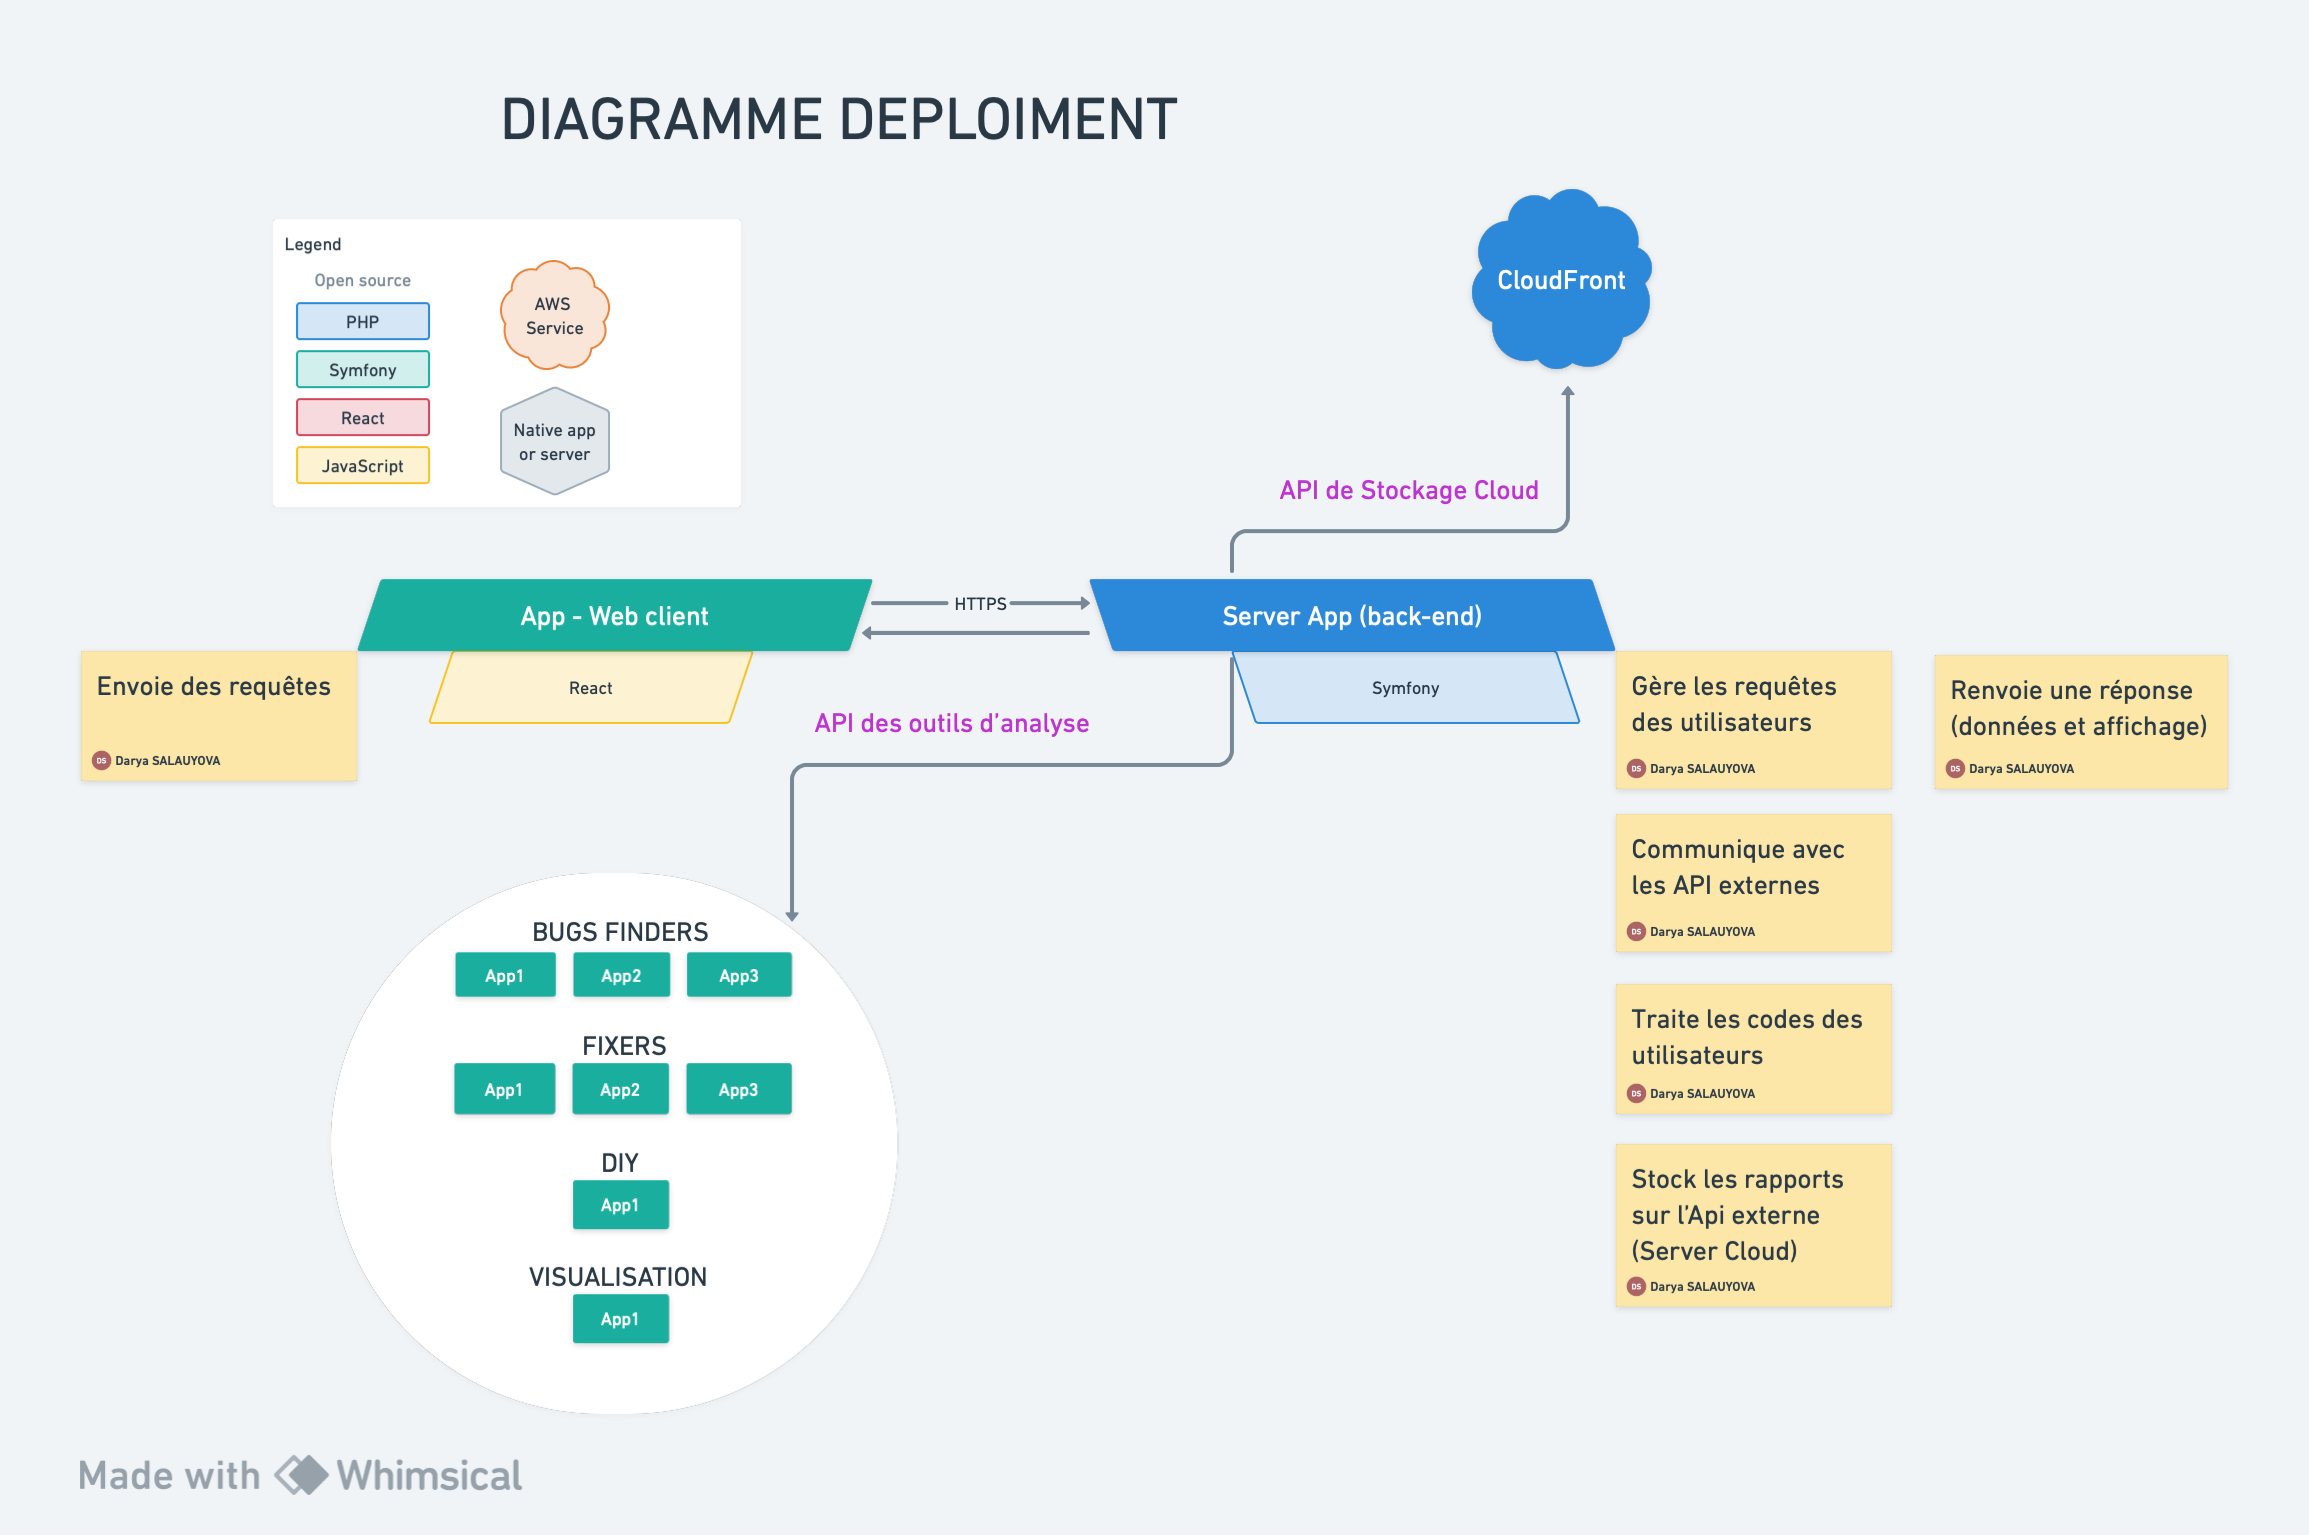 DIAGRAMME DEPLOIMENT
Legend
Open source
PHP
Symfony
React
JavaScript
AWS
Service
Native app
or server
CloudFront
API de Stockage Cloud
App - Web client
HTTPS
Server App (back-end)
React
Symfony
Envoie des requêtes
DS Darya SALAUYOVA
API des outils d’analyse
Gère les requêtes
des utilisateurs
DS Darya SALAUYOVA
Renvoie une réponse
(données et affichage)
DS Darya SALAUYOVA
Communique avec
les API externes
DS Darya SALAUYOVA
Traite les codes des
utilisateurs
DS Darya SALAUYOVA
Stock les rapports
sur l’Api externe
(Server Cloud)
DS Darya SALAUYOVA
BUGS FINDERS
App1
App2
App3
FIXERS
App1
App2
App3
DIY
App1
VISUALISATION
App1
Made with Whimsical